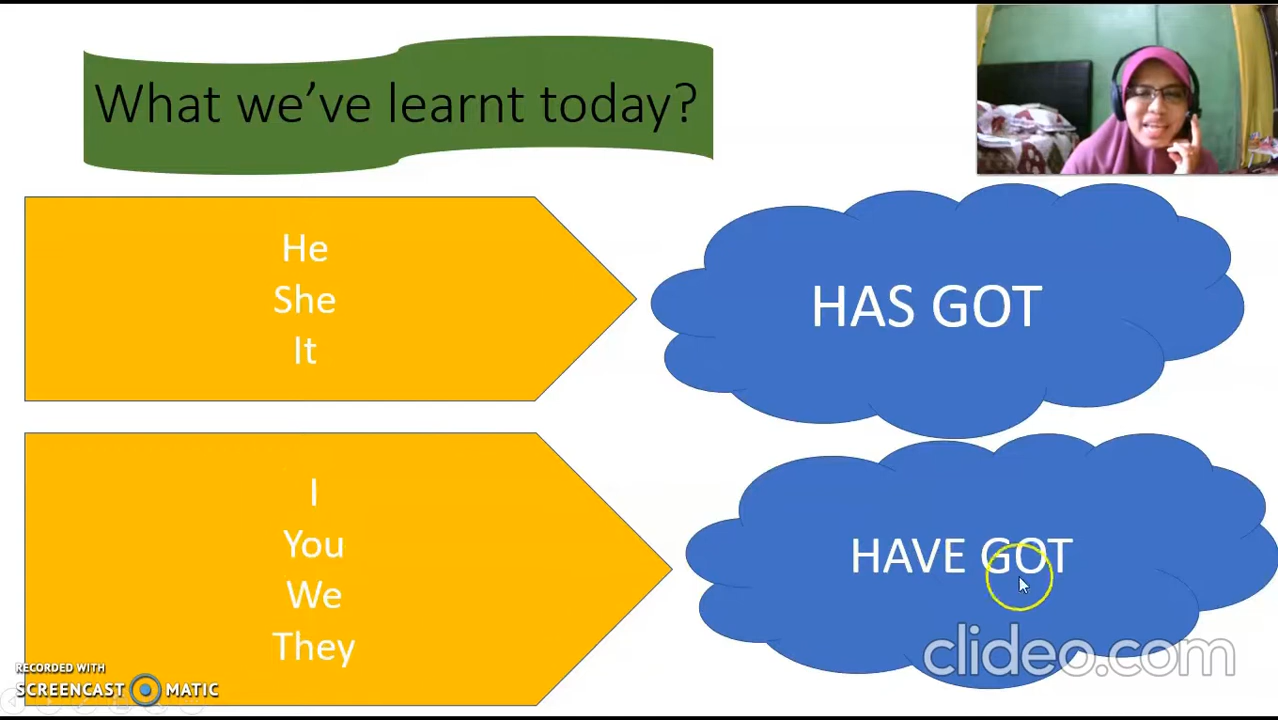 What we've learnt today?
He
She
It
HAS GOT
I
You
We
They
HAVE GOT
clideo.com
RECORDED WITH
SCREENCAST MATIC